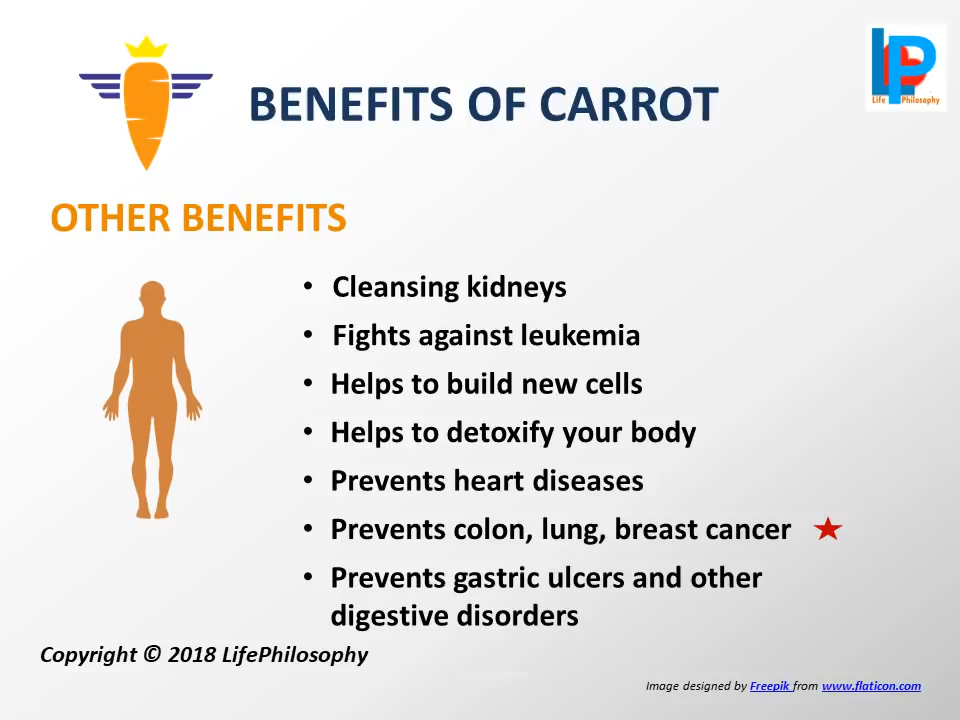 LP
Life Philosophy
BENEFITS OF CARROT
OTHER BENEFITS
• Cleansing kidneys
• Fights against leukemia
• Helps to build new cells
• Helps to detoxify your body
• Prevents heart diseases
• Prevents colon, lung, breast cancer
• Prevents gastric ulcers and other
digestive disorders
Copyright © 2018 LifePhilosophy
Image designed by Freepik from www.flaticon.com